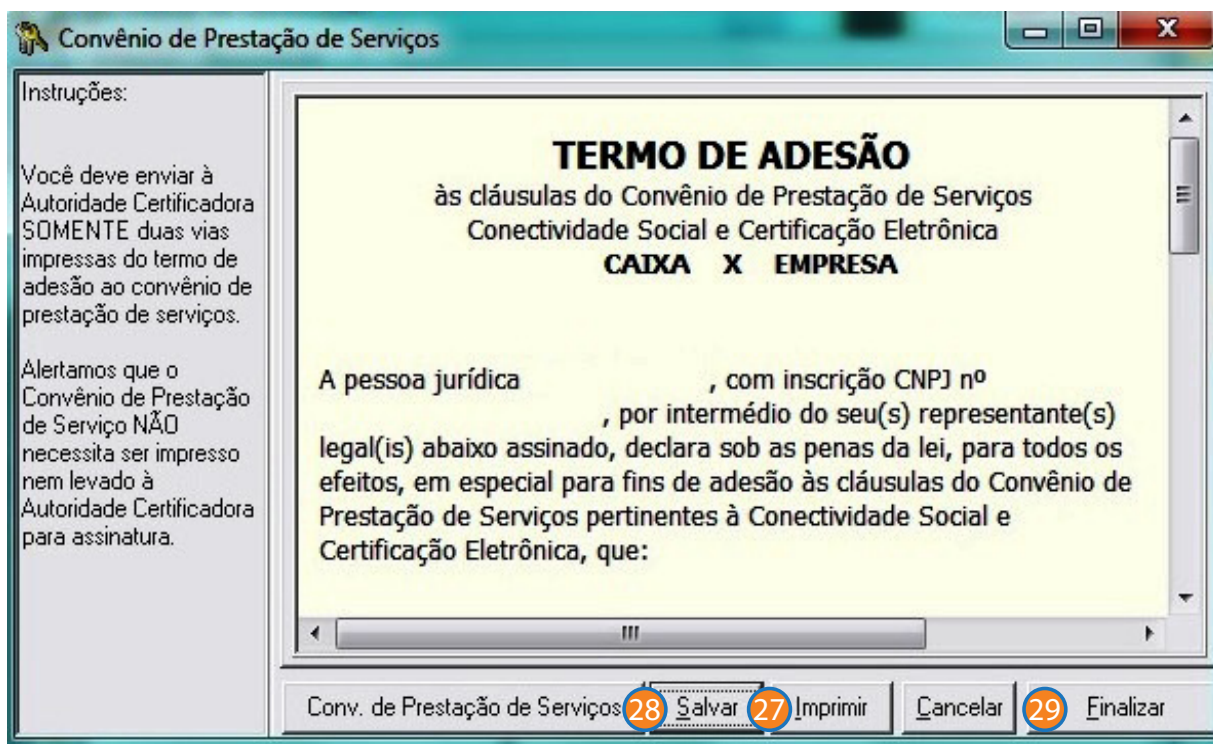 Convênio de Prestação de Serviços
X
Instruções:
Você deve enviar à
Autoridade Certificadora
SOMENTE duas vias
impressas do termo de
adesão ao convênio de
prestação de serviços.
Alertamos que o
Convênio de Prestação
de Serviço NÃO
necessita ser impresso
nem levado à
Autoridade Certificadora
para assinatura.
TERMO DE ADESÃO
às cláusulas do Convênio de Prestação de Serviços
Conectividade Social e Certificação Eletrônica
CAIXA X EMPRESA
A pessoa jurídica , com inscrição CNPJ nº
, por intermédio do seu(s) representante(s)
legal(is) abaixo assinado, declara sob as penas da lei, para todos os
efeitos, em especial para fins de adesão às cláusulas do Convênio de
Prestação de Serviços pertinentes à Conectividade Social e
Certificação Eletrônica, que:
Conv. de Prestação de Serviços 28 Salvar 27 Imprimir Cancelar 29 Finalizar